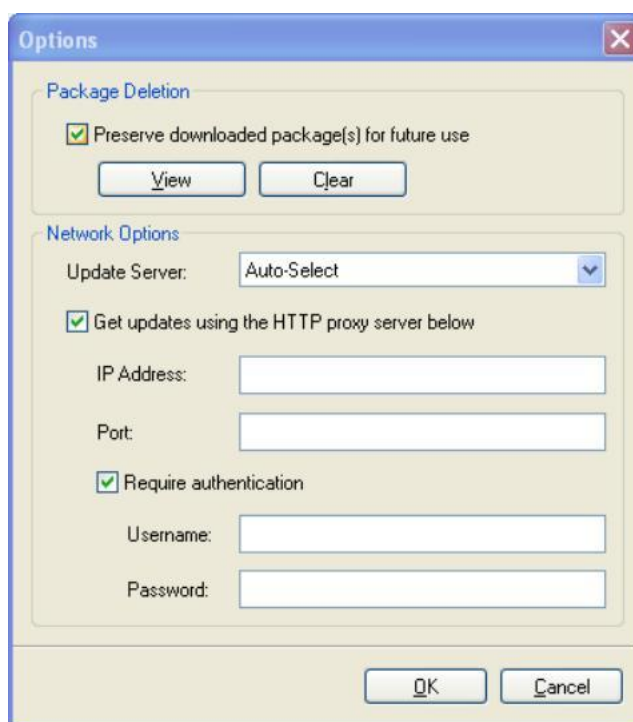 Options
Package Deletion
Preserve downloaded package(s) for future use
View Clear
Network Options
Update Server: Auto-Select
Get updates using the HTTP proxy server below
IP Address:
Port:
Require authentication
Username:
Password:
OK Cancel